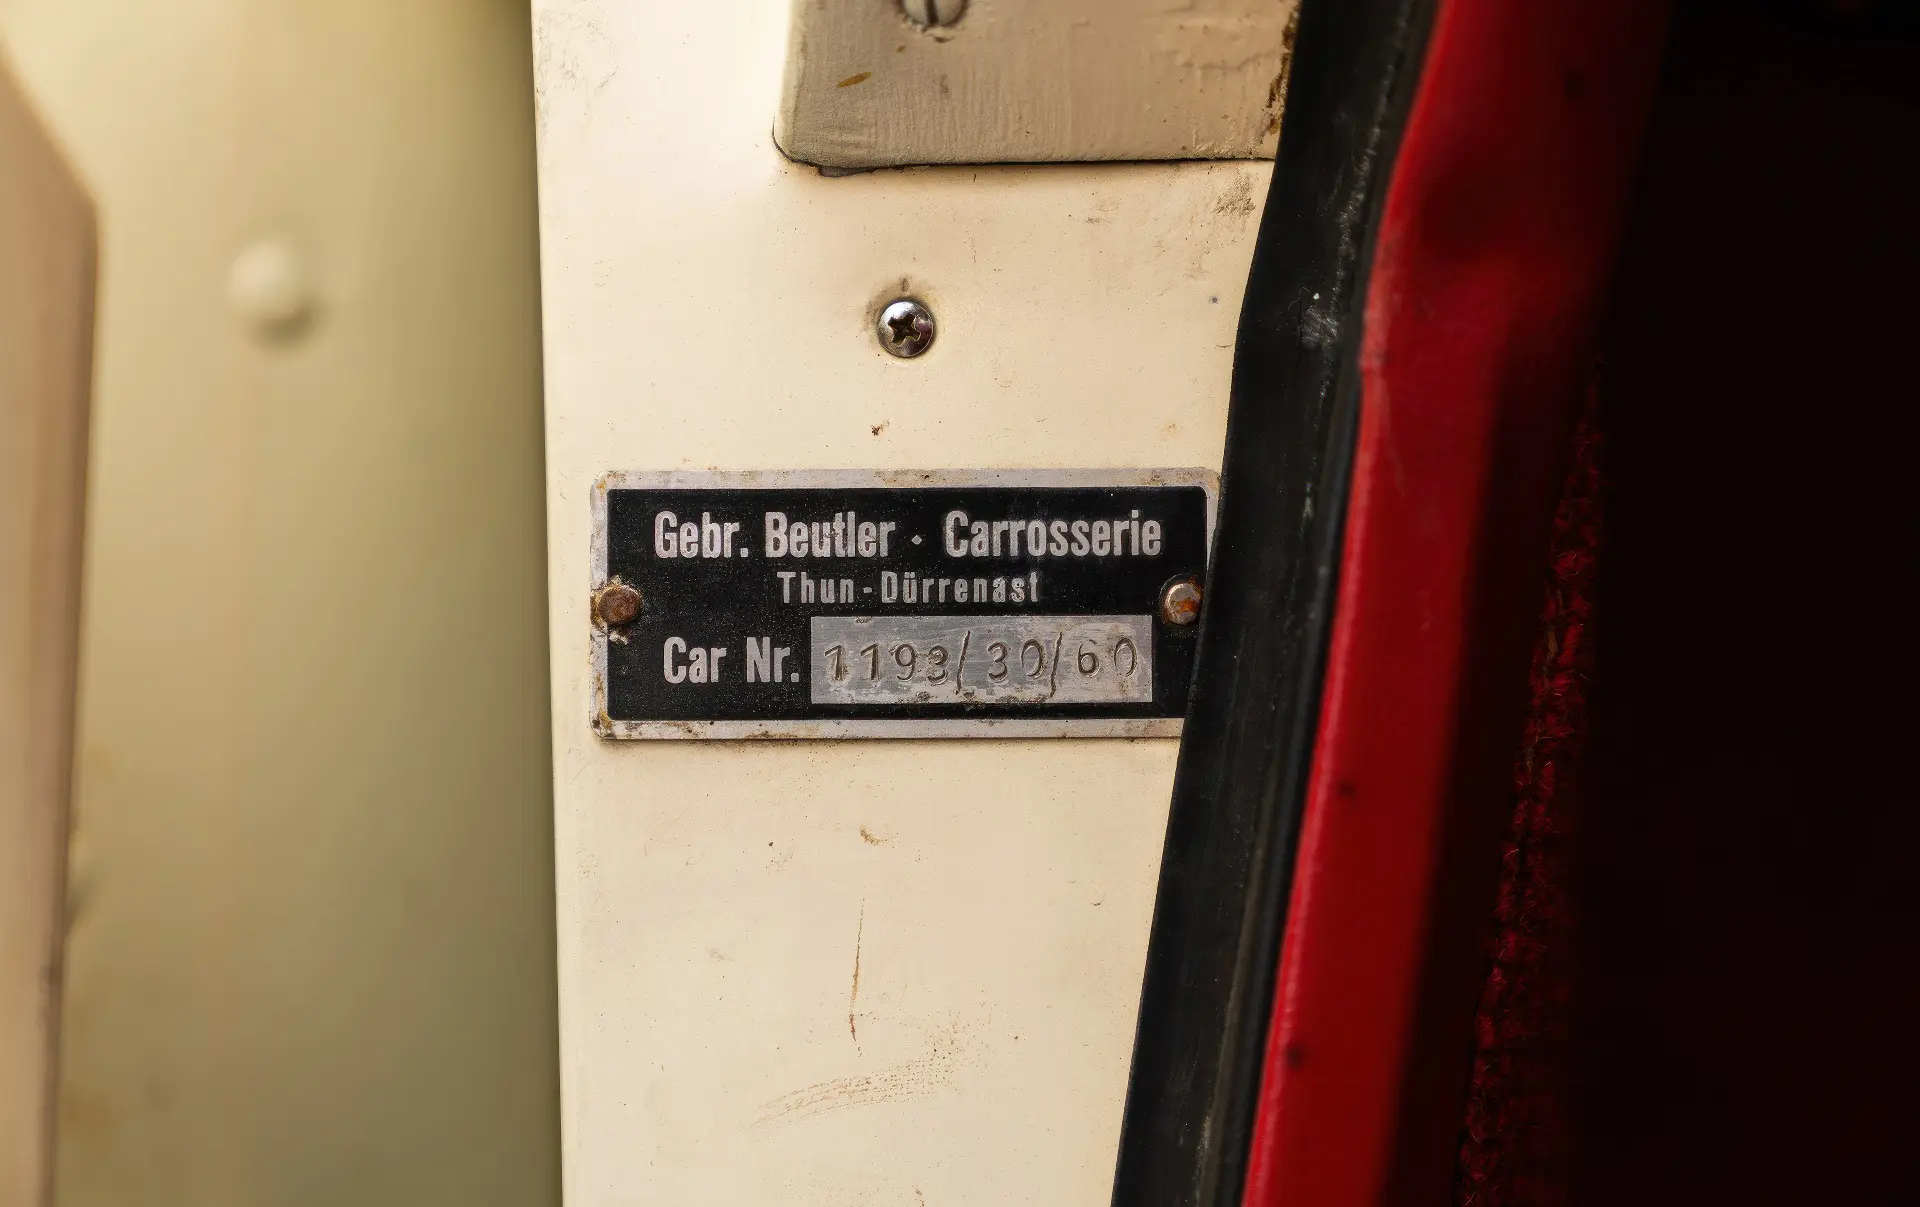 Gebr. Beutler · Carrosserie
Thun-Dürrenast
Car Nr. 1193/30/60